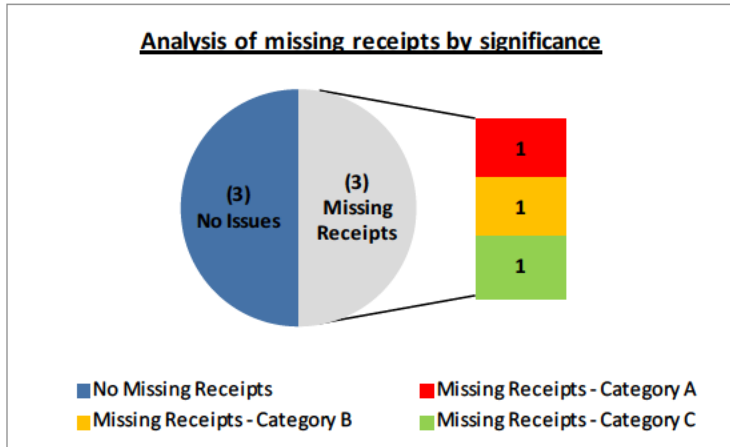 Analysis of missing receipts by significance
(3)
No Issues
(3)
Missing
Receipts
1
1
1
No Missing Receipts
Missing Receipts - Category A
Missing Receipts - Category B
Missing Receipts - Category C